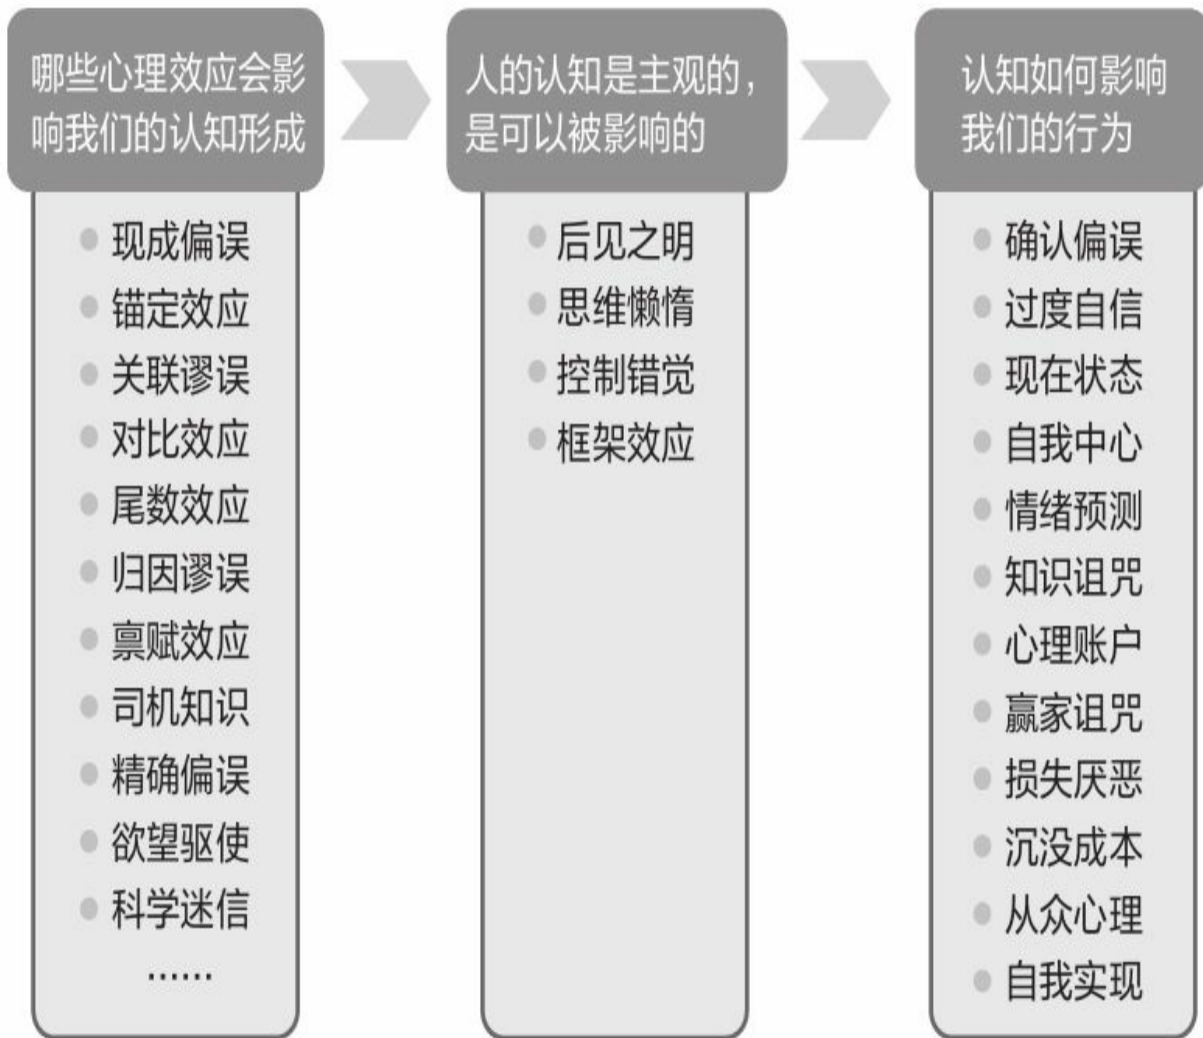 哪些心理效应会影
响我们的认知形成
现成偏误
锚定效应
关联谬误
对比效应
尾数效应
归因谬误
禀赋效应
司机知识
精确偏误
欲望驱使
科学迷信
……
人的认知是主观的，
是可以被影响的
后见之明
思维懒惰
控制错觉
框架效应
认知如何影响
我们的行为
确认偏误
过度自信
现在状态
自我中心
情绪预测
知识诅咒
心理账户
赢家诅咒
损失厌恶
沉没成本
从众心理
自我实现